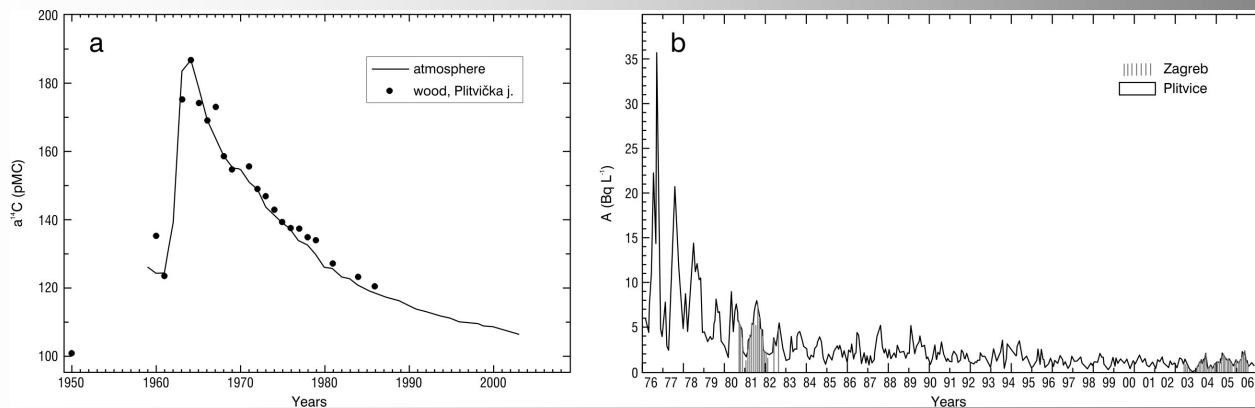 a
200
180
160
140
120
100
a¹⁴C (pMC)
1950
1960
1970
1980
1990
2000
Years
atmosphere
wood, Plitvička j.
b
35
30
25
20
15
10
5
0
A (Bq L⁻¹)
76 77 78 79 80 81 82 83 84 85 86 87 88 89 90 91 92 93 94 95 96 97 98 99 00 01 02 03 04 05 06
Years
Zagreb
Plitvice